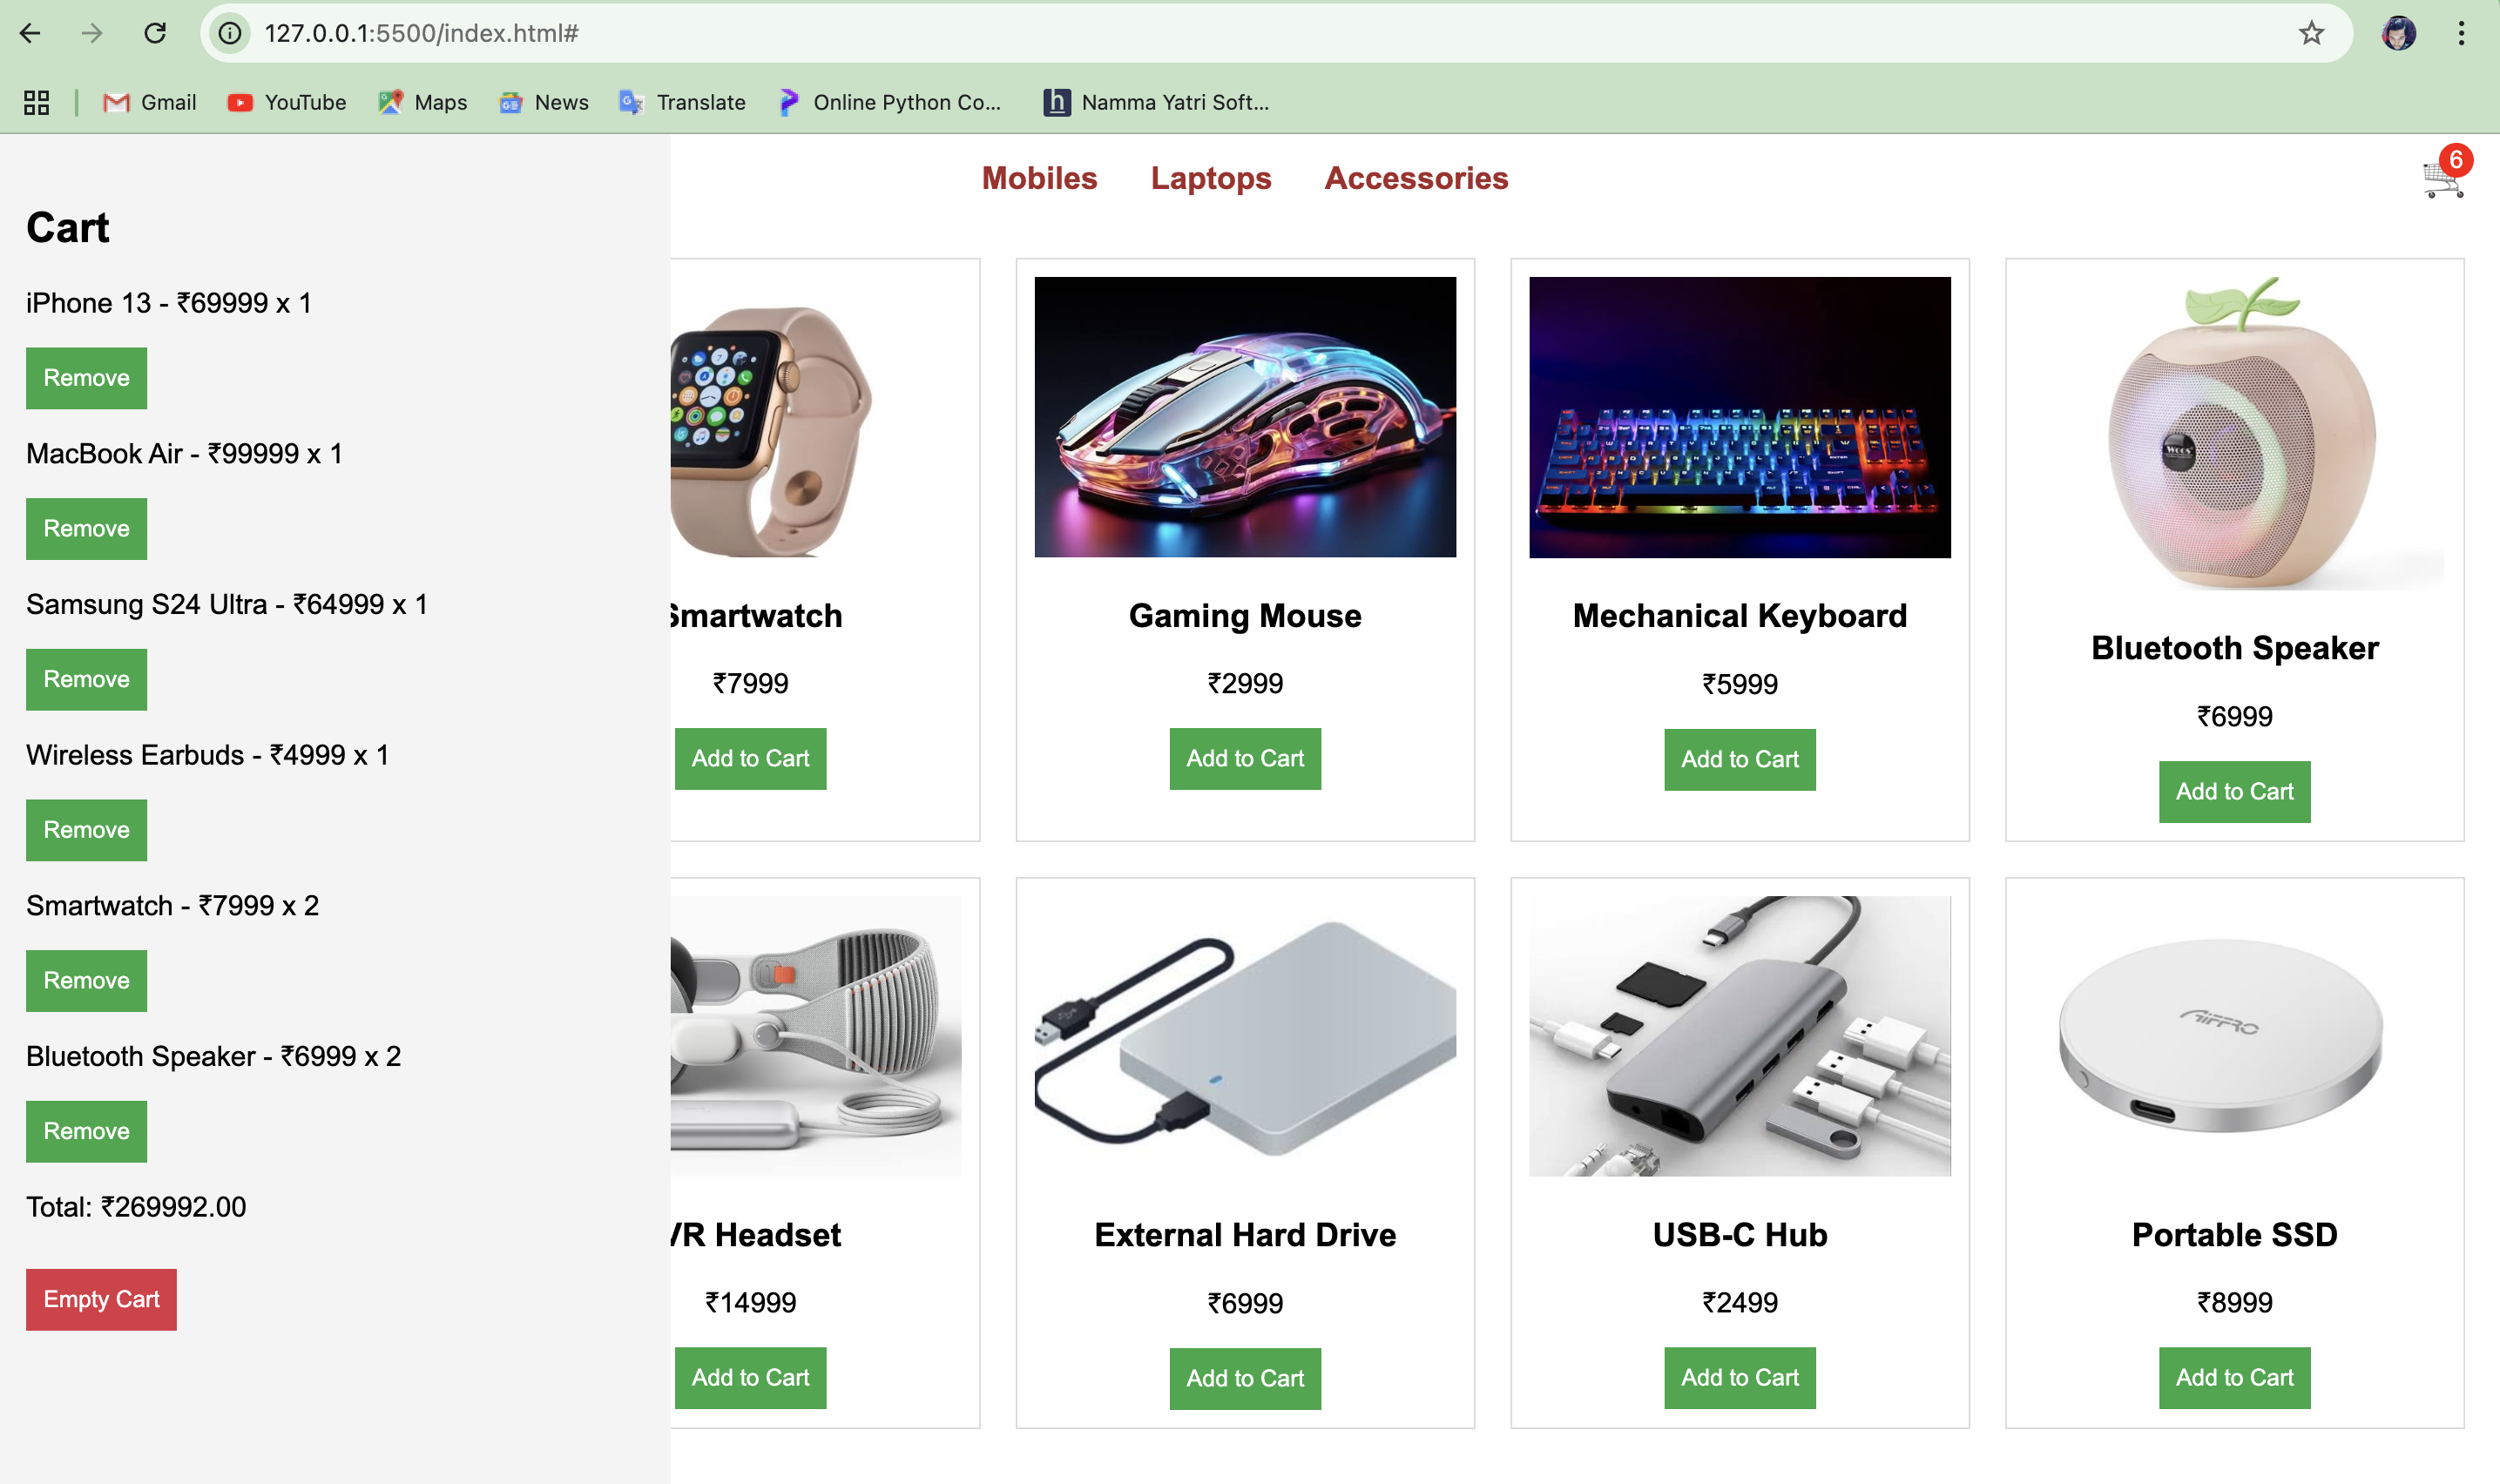 127.0.0.1:5500/index.html#
Gmail
YouTube
Maps
News
Translate
Online Python Co...
Namma Yatri Soft...
Mobiles
Laptops
Accessories
6
Cart
iPhone 13 - ₹69999 x 1
Remove
MacBook Air - ₹99999 x 1
Remove
Samsung S24 Ultra - ₹64999 x 1
Remove
Wireless Earbuds - ₹4999 x 1
Remove
Smartwatch - ₹7999 x 2
Remove
Bluetooth Speaker - ₹6999 x 2
Remove
Total: ₹269992.00
Empty Cart
Smartwatch
₹7999
Add to Cart
Gaming Mouse
₹2999
Add to Cart
Mechanical Keyboard
₹5999
Add to Cart
Bluetooth Speaker
₹6999
Add to Cart
VR Headset
₹14999
Add to Cart
External Hard Drive
₹6999
Add to Cart
USB-C Hub
₹2499
Add to Cart
AIFFRO
Portable SSD
₹8999
Add to Cart